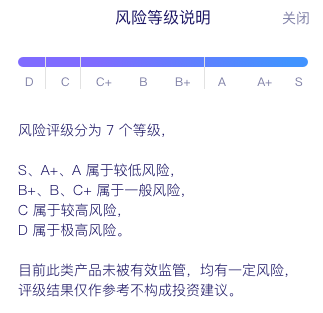 风险等级说明 关闭
D C C+ B B+ A A+ S
风险评级分为 7 个等级,
S、A+、A 属于较低风险,
B+、B、C+ 属于一般风险,
C 属于较高风险,
D 属于极高风险。
目前此类产品未被有效监管，均有一定风险，
评级结果仅作参考不构成投资建议。